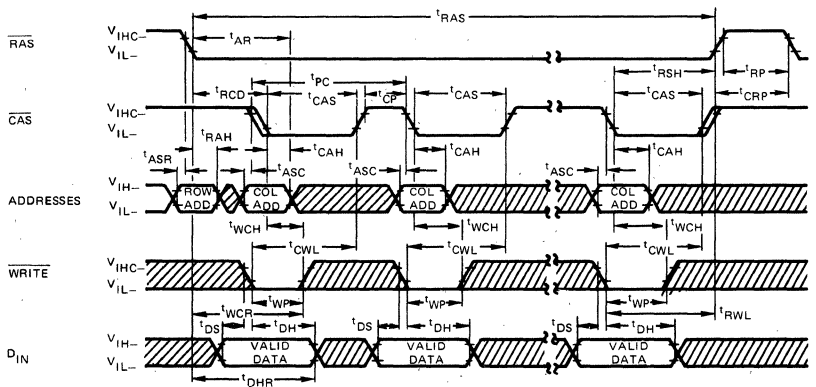 tRAS
VIHC–
RAS
VIL–
tAR
tRSH
tRP
tPC
tRCD
tCAS
tCP
tCAS
tCAS
tCRP
VIHC–
CAS
VIL–
tRAH
tCAH
tCAH
tCAH
tASR
tASC
tASC
tASC
VIH–
ADDRESSES
VIL–
ROW ADD
COL ADD
COL ADD
COL ADD
tWCH
tWCH
tWCH
tCWL
tCWL
tCWL
VIHC–
WRITE
VIL–
tWP
tWP
tWP
tWCR
tRWL
tDS
tDH
tDS
tDH
tDS
tDH
VIH–
DIN
VIL–
VALID DATA
VALID DATA
VALID DATA
tDHR